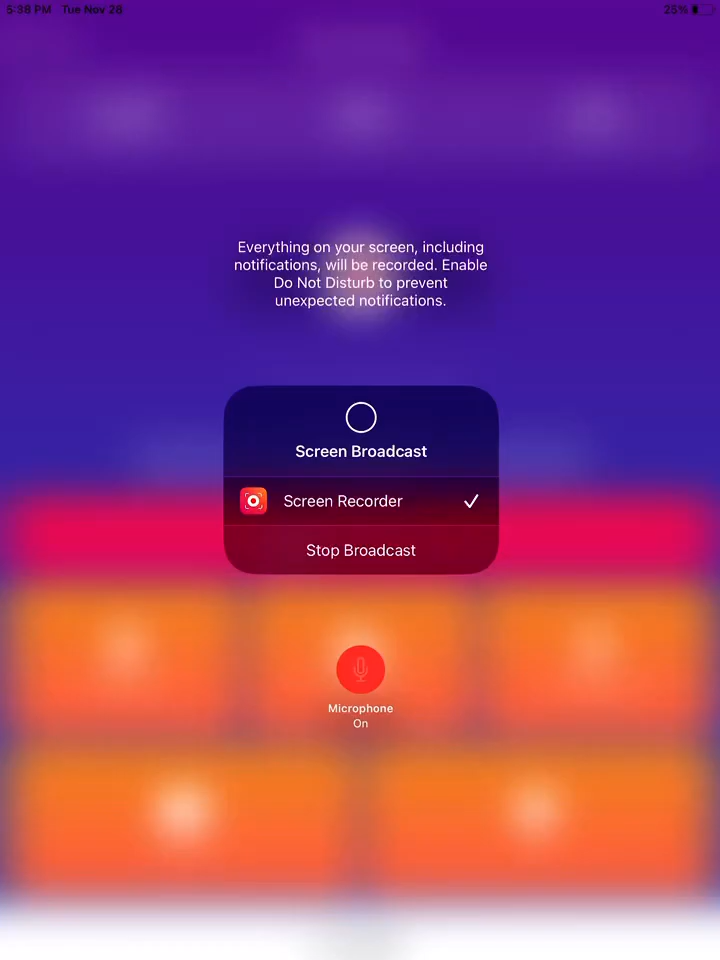 5:38 PM Tue Nov 28
25%
Everything on your screen, including
notifications, will be recorded. Enable
Do Not Disturb to prevent
unexpected notifications.
Screen Broadcast
Screen Recorder
Stop Broadcast
Microphone
On